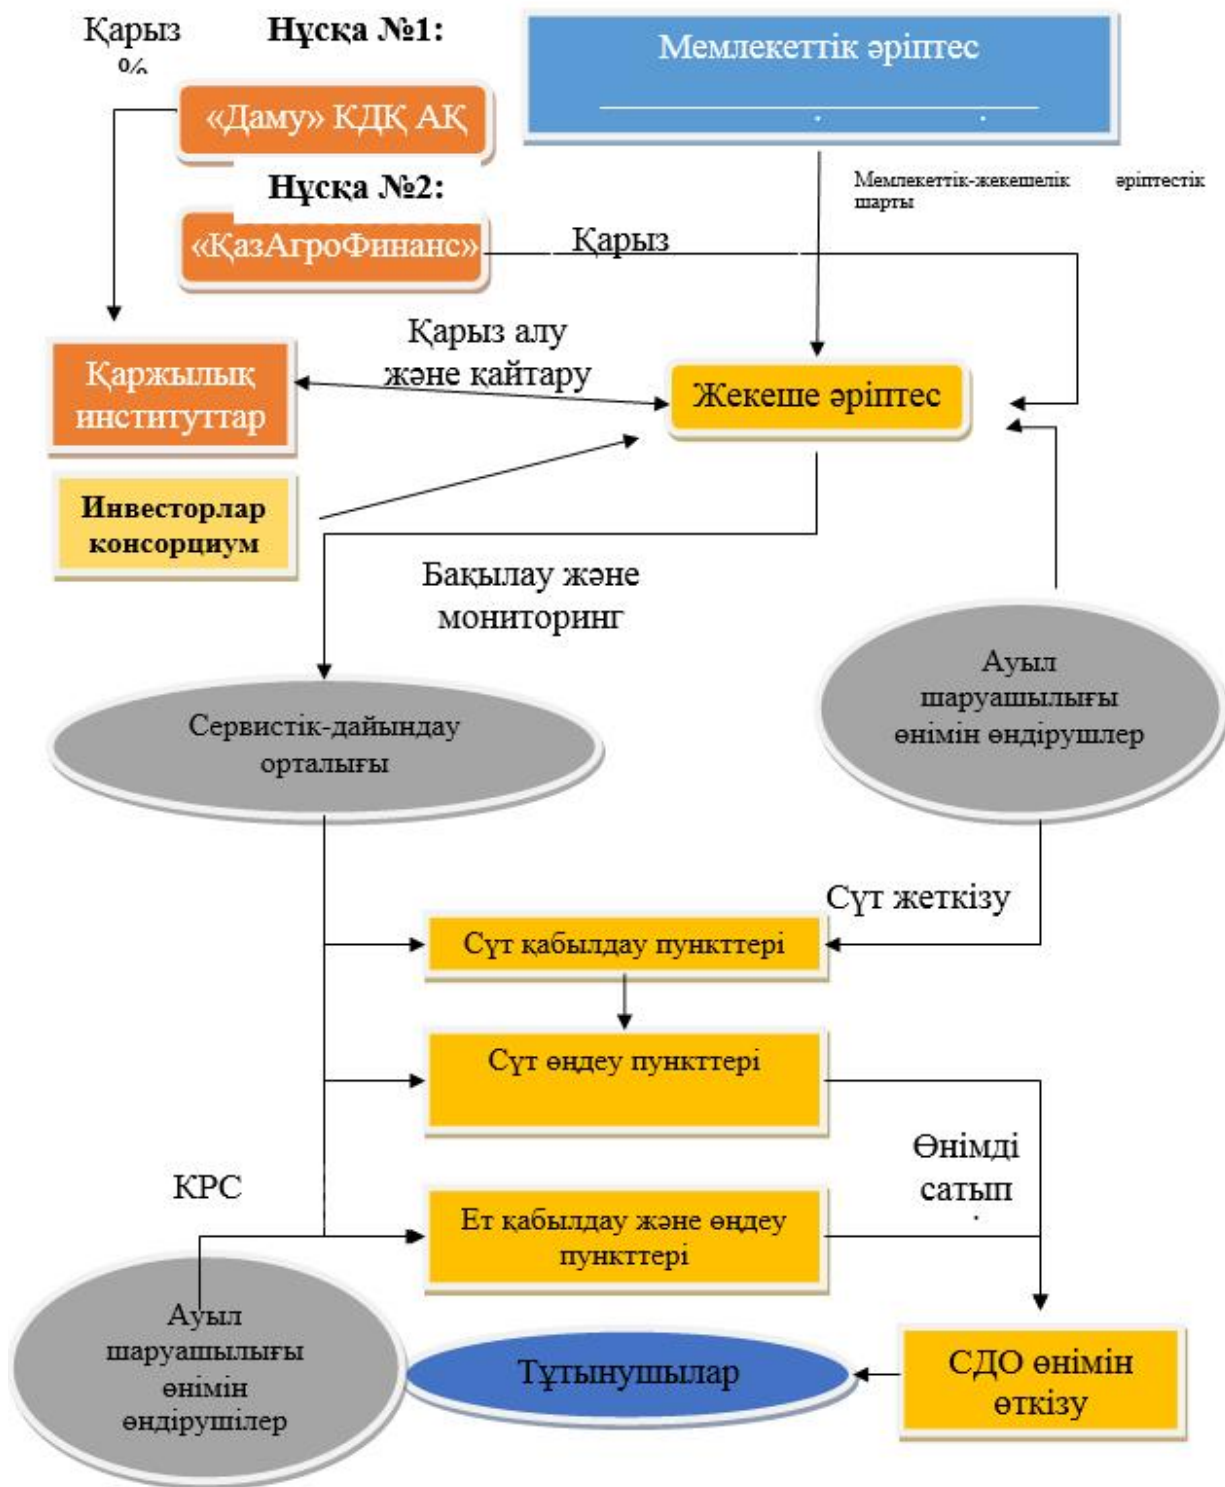 Қарыз
%
Нұсқа №1:
Мемлекеттік әріптес
«Даму» КДҚ АҚ
Нұсқа №2:
Мемлекеттік-жекешелік әріптестік
шарты
«ҚазАгроФинанс»
Қарыз
Қаржылық
институттар
Қарыз алу
және қайтару
Жекеше әріптес
Инвесторлар
консорциум
Бақылау және
мониторинг
Ауыл
шаруашылығы
өнімін өндірушлер
Сервистік-дайындау
орталығы
Сүт жеткізу
Сүт қабылдау пункттері
Сүт өңдеу пункттері
Өнімді
сатып
КРС
Ет қабылдау және өңдеу
пункттері
Ауыл
шаруашылығы
өнімін
өндірушілер
Тұтынушылар
СДО өнімін
өткізу